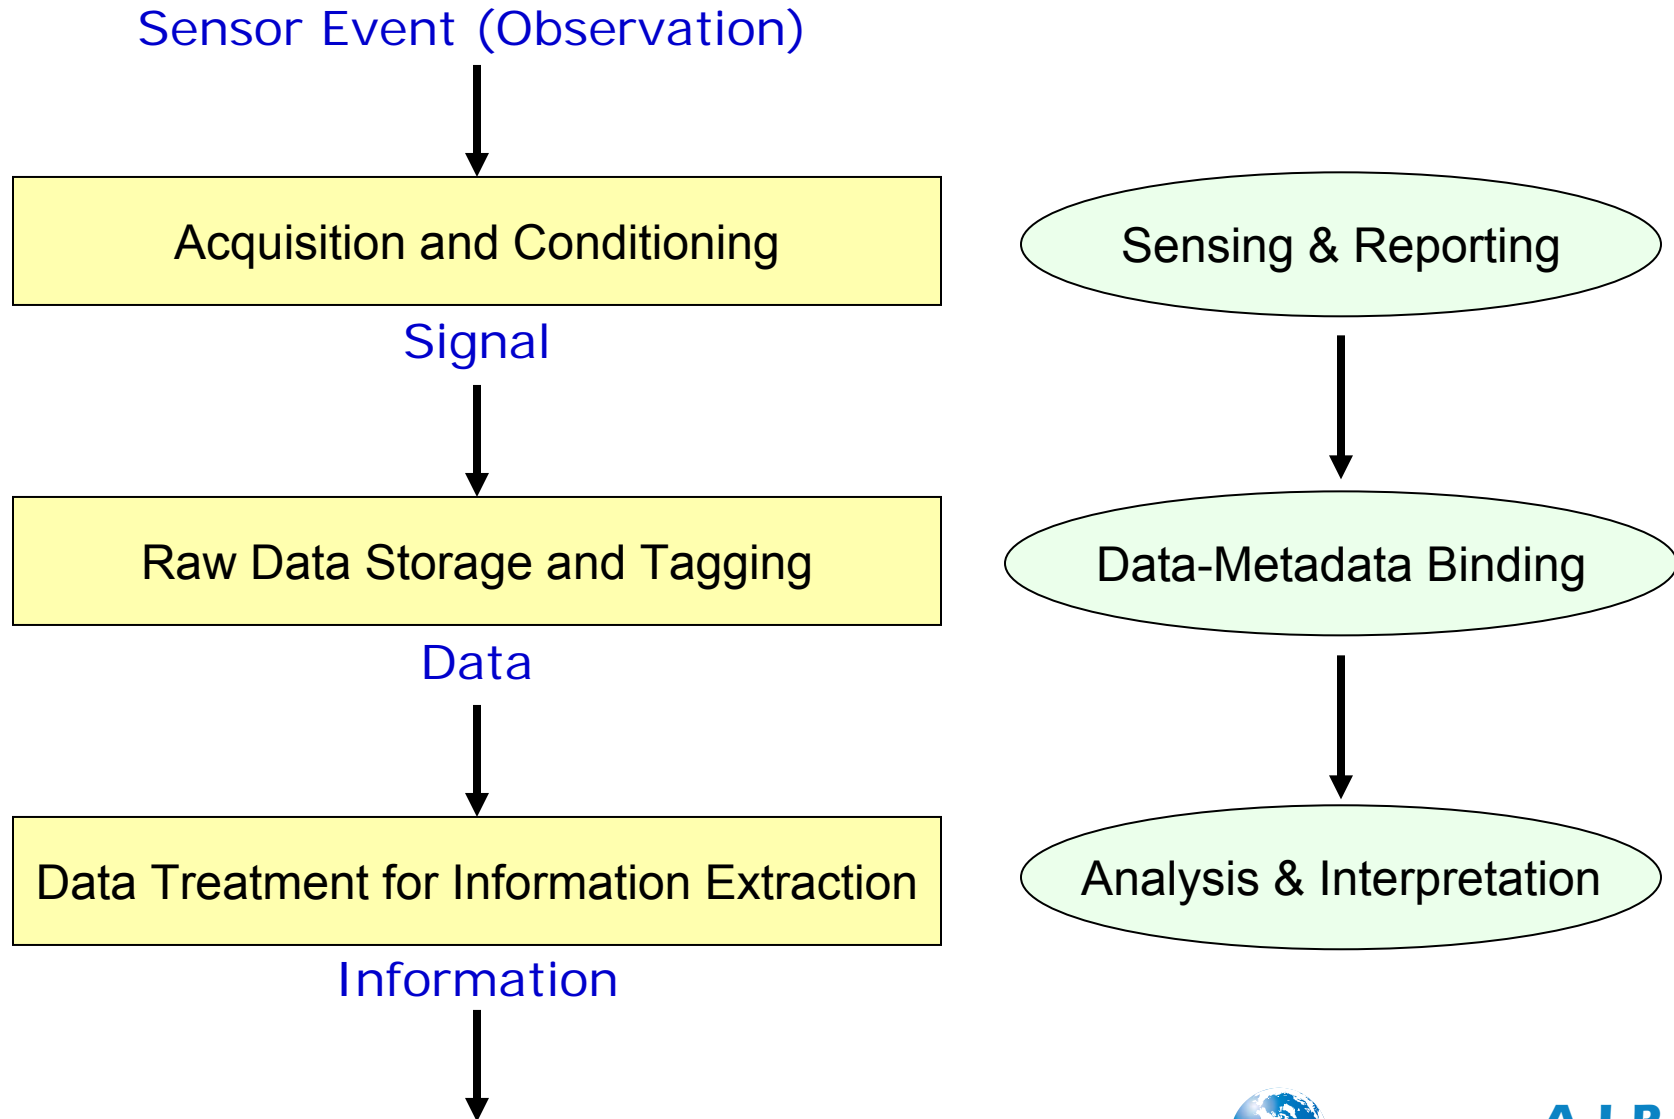 Sensor Event (Observation)
Acquisition and Conditioning
Sensing & Reporting
Signal
Raw Data Storage and Tagging
Data-Metadata Binding
Data
Data Treatment for Information Extraction
Analysis & Interpretation
Information